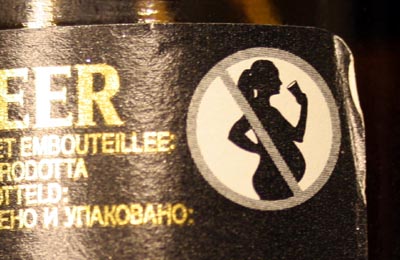 EER
ET EMBOUTEILLEE:
RODOTTA
OTTELD:
ЕНО И УПАКОВАНО: